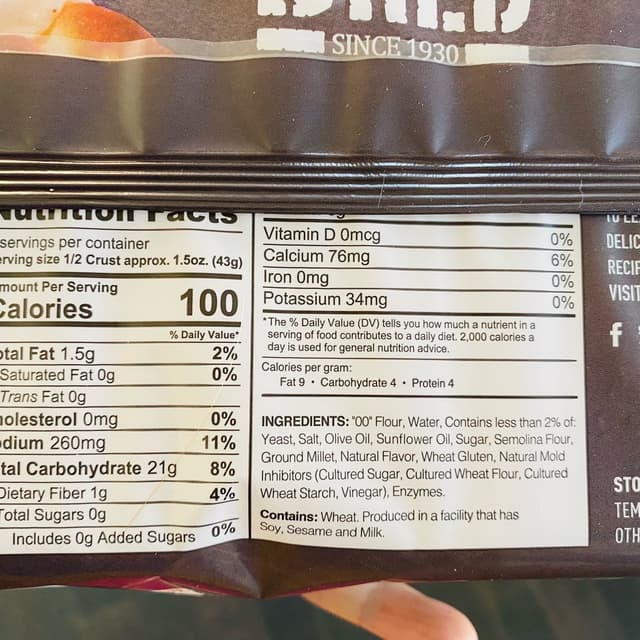 SINCE 1930
Nutrition Facts
servings per container
erving size 1/2 Crust approx. 1.5oz. (43g)
mount Per Serving
Calories 100
% Daily Value*
otal Fat 1.5g 2%
Saturated Fat 0g 0%
Trans Fat 0g
holesterol 0mg 0%
odium 260mg 11%
tal Carbohydrate 21g 8%
Dietary Fiber 1g 4%
Total Sugars 0g
Includes 0g Added Sugars 0%
Vitamin D 0mcg 0%
Calcium 76mg 6%
Iron 0mg 0%
Potassium 34mg 0%
*The % Daily Value (DV) tells you how much a nutrient in a
serving of food contributes to a daily diet. 2,000 calories a
day is used for general nutrition advice.
Calories per gram:
Fat 9 • Carbohydrate 4 • Protein 4
INGREDIENTS: "00" Flour, Water, Contains less than 2% of:
Yeast, Salt, Olive Oil, Sunflower Oil, Sugar, Semolina Flour,
Ground Millet, Natural Flavor, Wheat Gluten, Natural Mold
Inhibitors (Cultured Sugar, Cultured Wheat Flour, Cultured
Wheat Starch, Vinegar), Enzymes.
Contains: Wheat. Produced in a facility that has
Soy, Sesame and Milk.
DELIC
RECIP
VISIT
f
STO
TEM
OTH